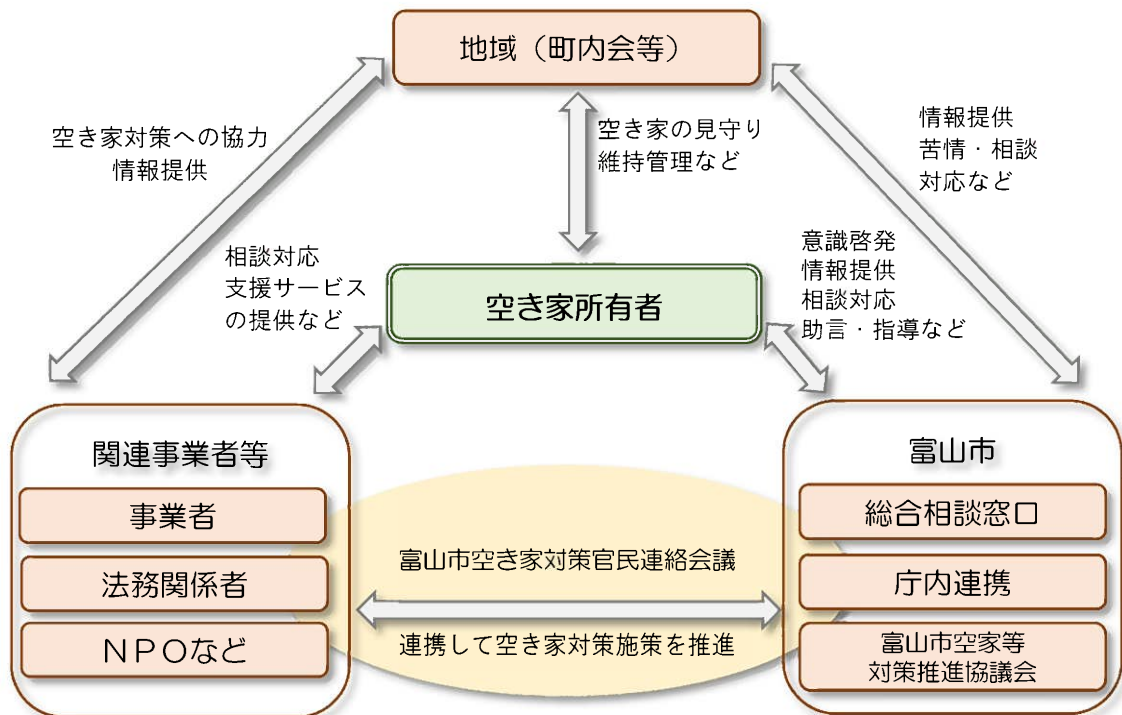 地域（町内会等）
空き家対策への協力
情報提供
空き家の見守り
維持管理など
情報提供
苦情・相談
対応など
相談対応
支援サービス
の提供など
空き家所有者
意識啓発
情報提供
相談対応
助言・指導など
関連事業者等
事業者
法務関係者
ＮＰＯなど
富山市空き家対策官民連絡会議
連携して空き家対策施策を推進
富山市
総合相談窓口
庁内連携
富山市空家等
対策推進協議会